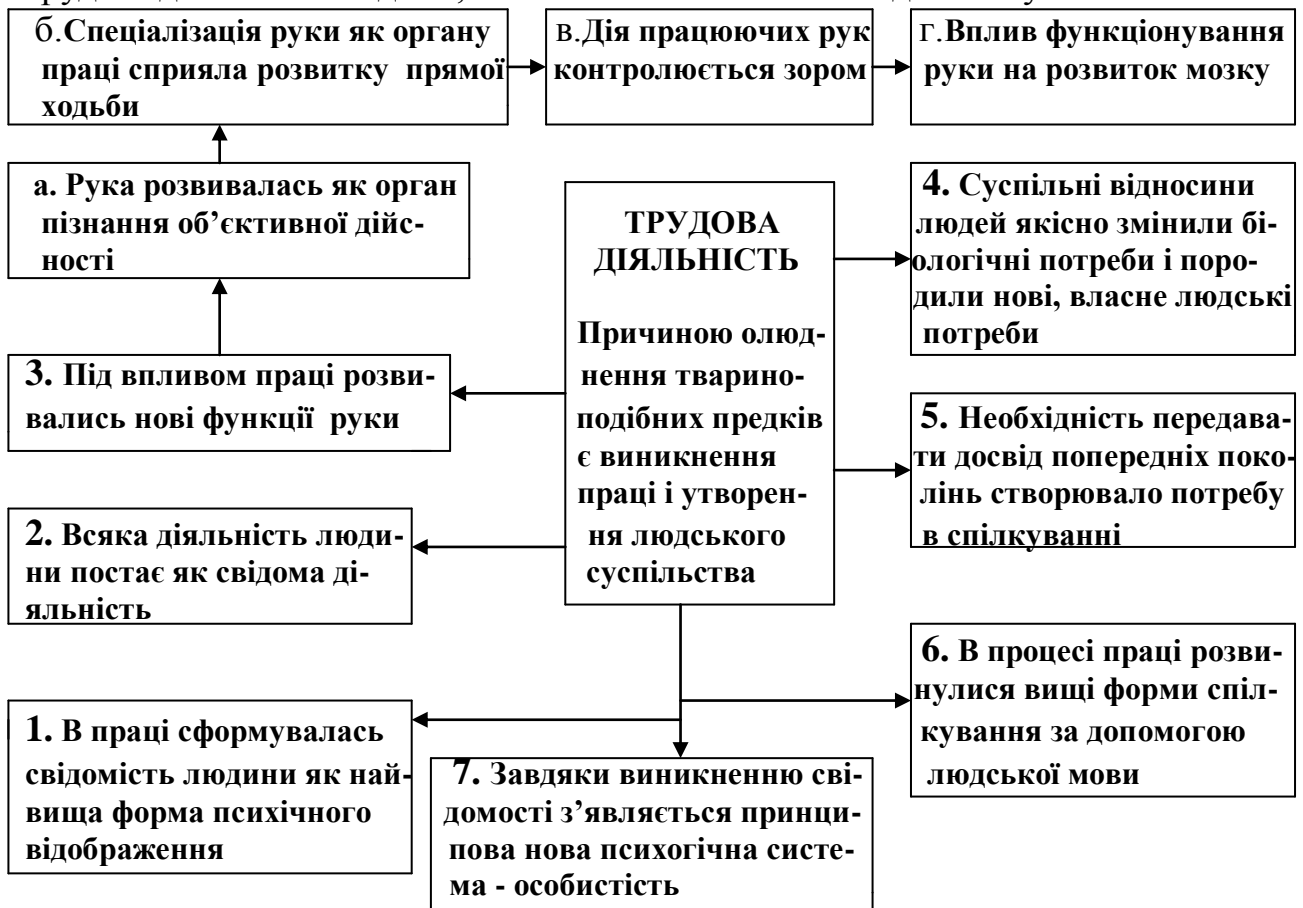 б.Спеціалізація руки як органу
праці сприяла розвитку прямої
ходьби
в.Дія працюючих рук
контролюється зором
г.Вплив функціонування
руки на розвиток мозку
а. Рука розвивалась як орган
пізнання об’єктивної дійс-
ності
ТРУДОВА
ДІЯЛЬНІСТЬ
Причиною олюд-
нення тварино-
подібних предків
є виникнення
праці і утворен-
ня людського
суспільства
4. Суспільні відносини
людей якісно змінили бі-
ологічні потреби і поро-
дили нові, власне людські
потреби
3. Під впливом праці розви-
вались нові функції руки
5. Необхідність передава-
ти досвід попередніх поко-
лінь створювало потребу
в спілкуванні
2. Всяка діяльність люди-
ни постає як свідома ді-
яльність
6. В процесі праці розви-
нулися вищі форми спіл-
кування за допомогою
людської мови
1. В праці сформувалась
свідомість людини як най-
вища форма психічного
відображення
7. Завдяки виникненню сві-
домості з’являється принци-
пова нова психогічна систе-
ма - особистість